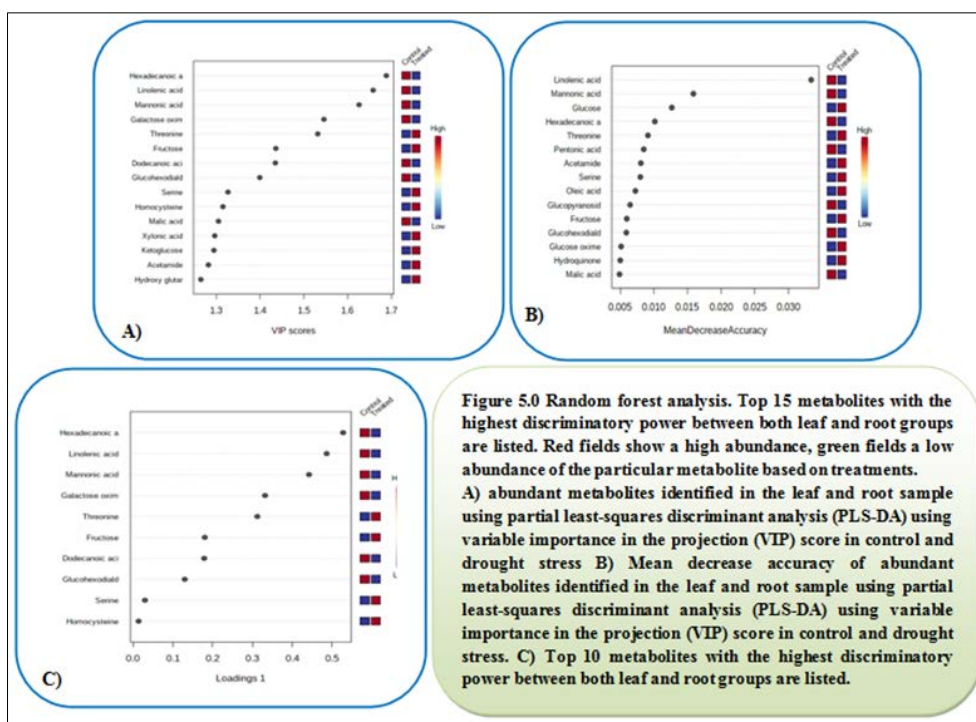 Control
Treated
Hexadecanoic a
Linolenic acid
Mannonic acid
Galactose oxim
Threonine
Fructose
Dodecanoic aci
Glucohexodiald
Serine
Homocysteine
Malic acid
Xylonic acid
Ketoglucose
Acetamide
Hydroxy glutar
High
Low
1.3 1.4 1.5 1.6 1.7
VIP scores
A)
Control
Treated
Linolenic acid
Mannonic acid
Glucose
Hexadecanoic a
Threonine
Pentonic acid
Acetamide
Serine
Oleic acid
Glucopyranosid
Fructose
Glucohexodiald
Glucose oxime
Hydroquinone
Malic acid
High
Low
0.005 0.010 0.015 0.020 0.025 0.030
MeanDecreaseAccuracy
B)
Control
Treated
Hexadecanoic a
Linolenic acid
Mannonic acid
Galactose oxim
Threonine
Fructose
Dodecanoic aci
Glucohexodiald
Serine
Homocysteine
H
L
0.0 0.1 0.2 0.3 0.4 0.5
Loadings 1
C)
Figure 5.0 Random forest analysis. Top 15 metabolites with the
highest discriminatory power between both leaf and root groups
are listed. Red fields show a high abundance, green fields a low
abundance of the particular metabolite based on treatments.
A) abundant metabolites identified in the leaf and root sample
using partial least-squares discriminant analysis (PLS-DA) using
variable importance in the projection (VIP) score in control and
drought stress B) Mean decrease accuracy of abundant
metabolites identified in the leaf and root sample using partial
least-squares discriminant analysis (PLS-DA) using variable
importance in the projection (VIP) score in control and drought
stress. C) Top 10 metabolites with the highest discriminatory
power between both leaf and root groups are listed.